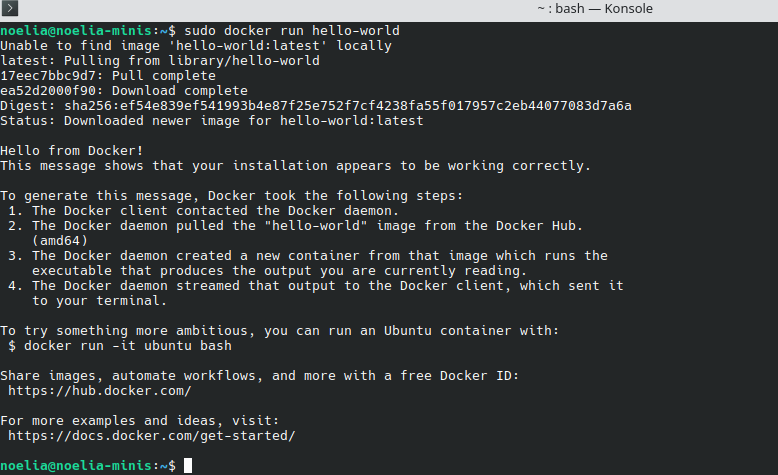 ~ : bash — Konsole
noelia@noelia-minis:~$ sudo docker run hello-world
Unable to find image 'hello-world:latest' locally
latest: Pulling from library/hello-world
17eec7bbc9d7: Pull complete
ea52d2000f90: Download complete
Digest: sha256:ef54e839ef541993b4e87f25e752f7cf4238fa55f017957c2eb44077083d7a6a
Status: Downloaded newer image for hello-world:latest
Hello from Docker!
This message shows that your installation appears to be working correctly.
To generate this message, Docker took the following steps:
1. The Docker client contacted the Docker daemon.
2. The Docker daemon pulled the "hello-world" image from the Docker Hub.
(amd64)
3. The Docker daemon created a new container from that image which runs the
executable that produces the output you are currently reading.
4. The Docker daemon streamed that output to the Docker client, which sent it
to your terminal.
To try something more ambitious, you can run an Ubuntu container with:
$ docker run -it ubuntu bash
Share images, automate workflows, and more with a free Docker ID:
https://hub.docker.com/
For more examples and ideas, visit:
https://docs.docker.com/get-started/
noelia@noelia-minis:~$